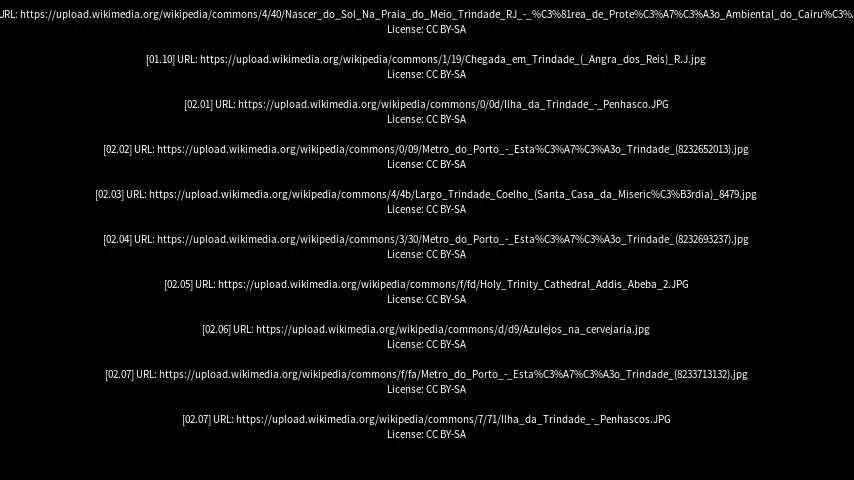 URL: https://upload.wikimedia.org/wikipedia/commons/4/40/Nascer_do_Sol_Na_Praia_do_Meio_Trindade_RJ_-_%C3%81rea_de_Prote%C3%A7%C3%A3o_Ambiental_do_Cairu%C3%
License: CC BY-SA
[01.10] URL: https://upload.wikimedia.org/wikipedia/commons/1/19/Chegada_em_Trindade_(_Angra_dos_Reis)_R.J.jpg
License: CC BY-SA
[02.01] URL: https://upload.wikimedia.org/wikipedia/commons/0/0d/Ilha_da_Trindade_-_Penhasco.JPG
License: CC BY-SA
[02.02] URL: https://upload.wikimedia.org/wikipedia/commons/0/09/Metro_do_Porto_-_Esta%C3%A7%C3%A3o_Trindade_(8232652013).jpg
License: CC BY-SA
[02.03] URL: https://upload.wikimedia.org/wikipedia/commons/4/4b/Largo_Trindade_Coelho_(Santa_Casa_da_Miseric%C3%B3rdia)_8479.jpg
License: CC BY-SA
[02.04] URL: https://upload.wikimedia.org/wikipedia/commons/3/30/Metro_do_Porto_-_Esta%C3%A7%C3%A3o_Trindade_(8232693237).jpg
License: CC BY-SA
[02.05] URL: https://upload.wikimedia.org/wikipedia/commons/f/fd/Holy_Trinity_Cathedral_Addis_Abeba_2.JPG
License: CC BY-SA
[02.06] URL: https://upload.wikimedia.org/wikipedia/commons/d/d9/Azulejos_na_cervejaria.jpg
License: CC BY-SA
[02.07] URL: https://upload.wikimedia.org/wikipedia/commons/f/fa/Metro_do_Porto_-_Esta%C3%A7%C3%A3o_Trindade_(8233713132).jpg
License: CC BY-SA
[02.07] URL: https://upload.wikimedia.org/wikipedia/commons/7/71/Ilha_da_Trindade_-_Penhascos.JPG
License: CC BY-SA